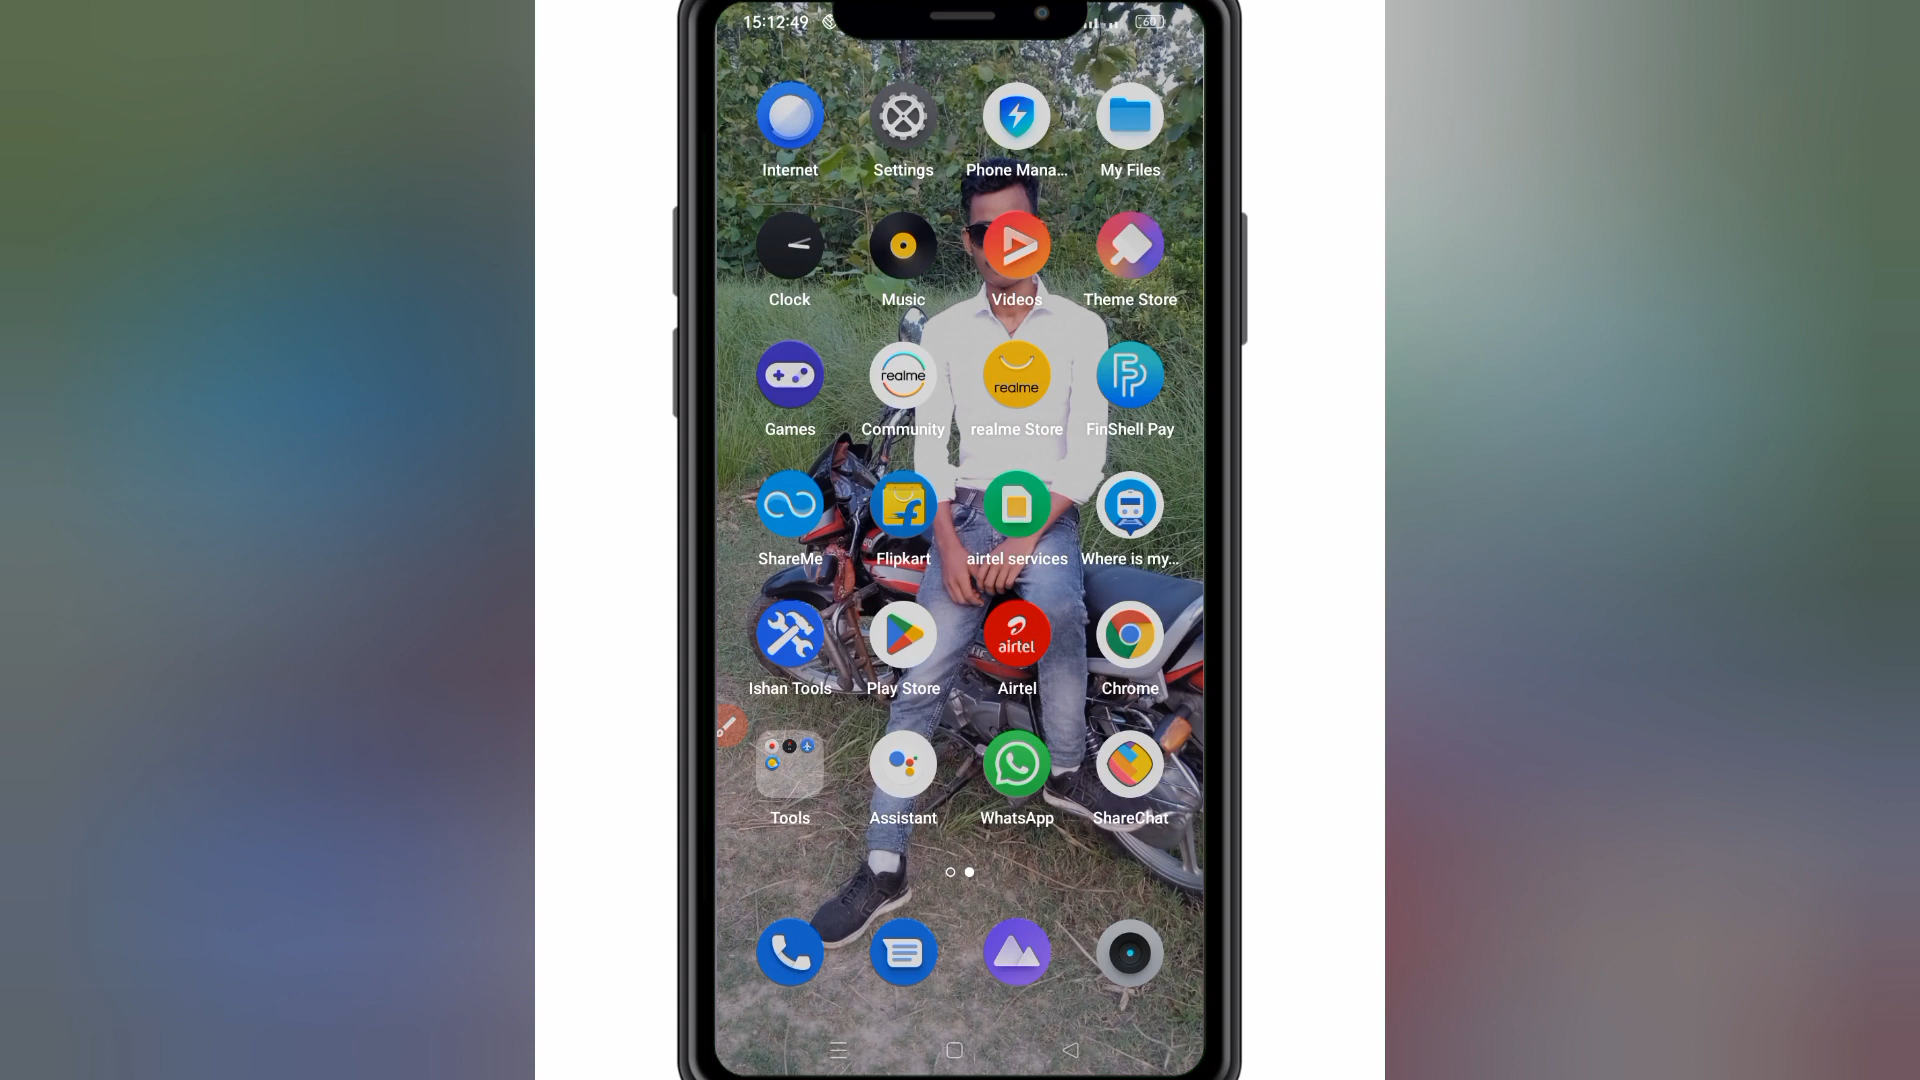 15:12:49 60
Internet Settings Phone Mana... My Files
Clock Music Videos Theme Store
realme realme
Games Community realme Store FinShell Pay
ShareMe Flipkart airtel services Where is my...
airtel
Ishan Tools Play Store Airtel Chrome
Tools Assistant WhatsApp ShareChat